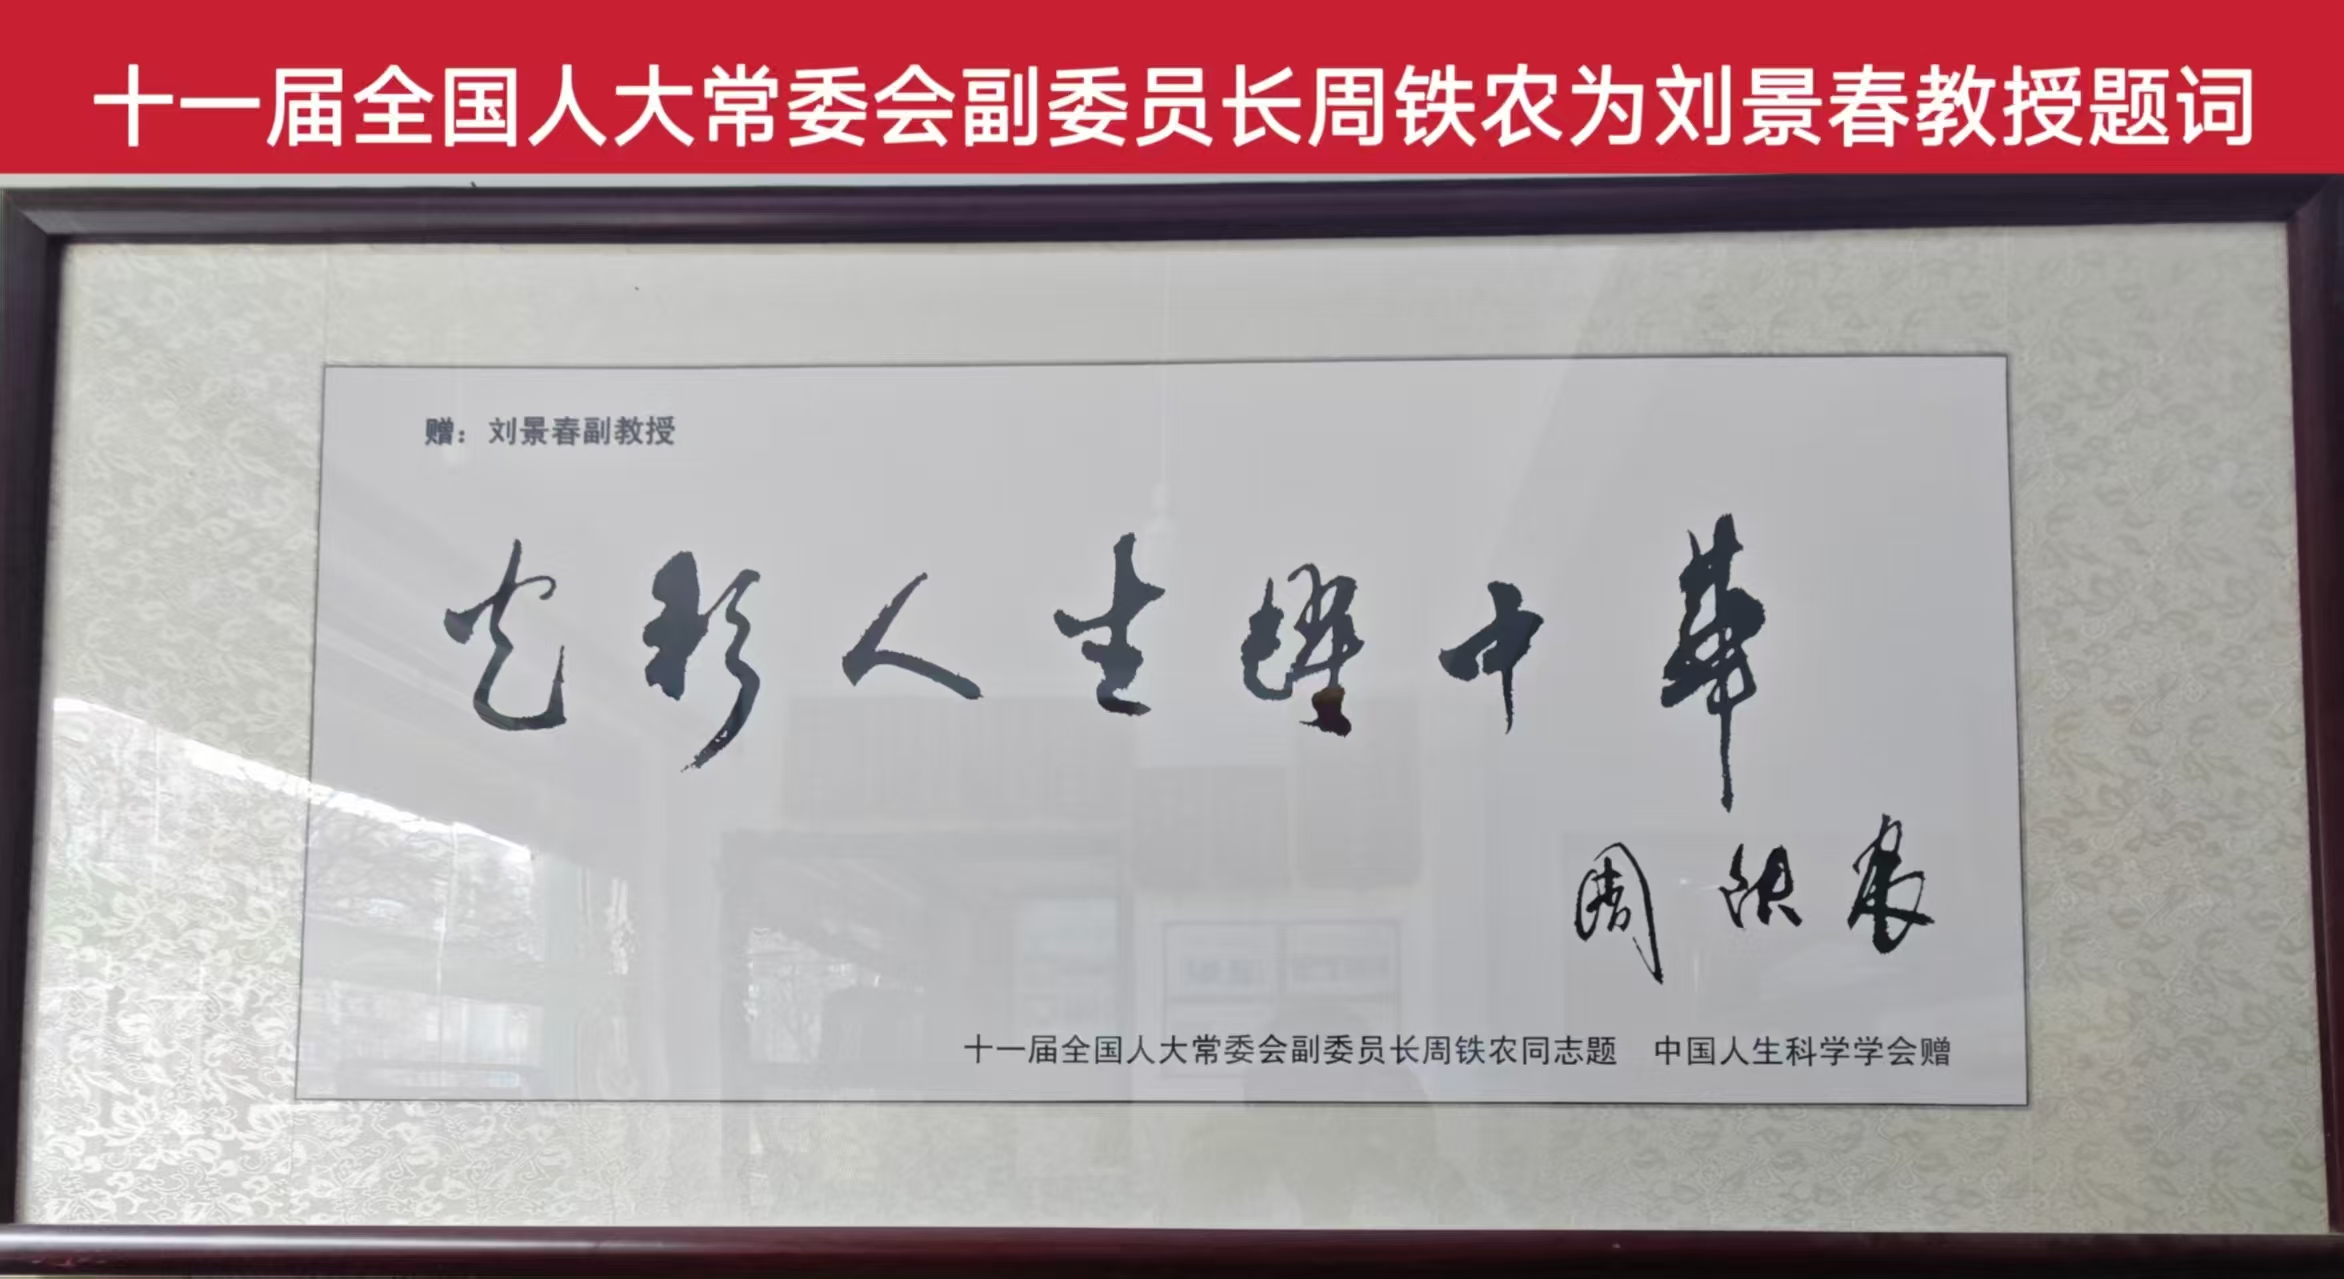 十一届全国人大常委会副委员长周铁农为刘景春教授题词
赠：刘景春副教授
光彩人生耀中华
周铁农
十一届全国人大常委会副委员长周铁农同志题 中国人生科学学会赠